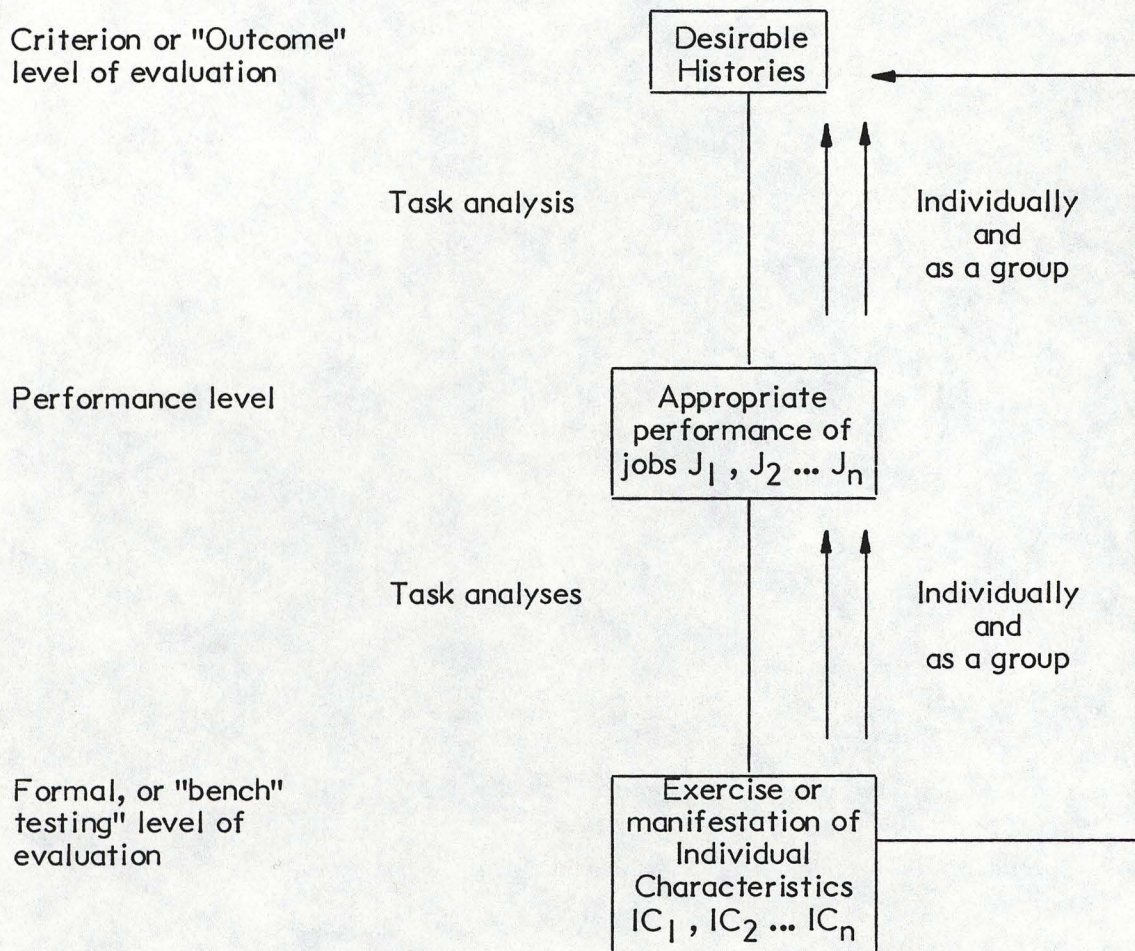 Criterion or "Outcome"
level of evaluation
Desirable
Histories
Task analysis
Individually
and
as a group
Performance level
Appropriate
performance of
jobs J₁ , J₂ ... Jₙ
Task analyses
Individually
and
as a group
Formal, or "bench"
testing" level of
evaluation
Exercise or
manifestation of
Individual
Characteristics
IC₁ , IC₂ ... ICₙ